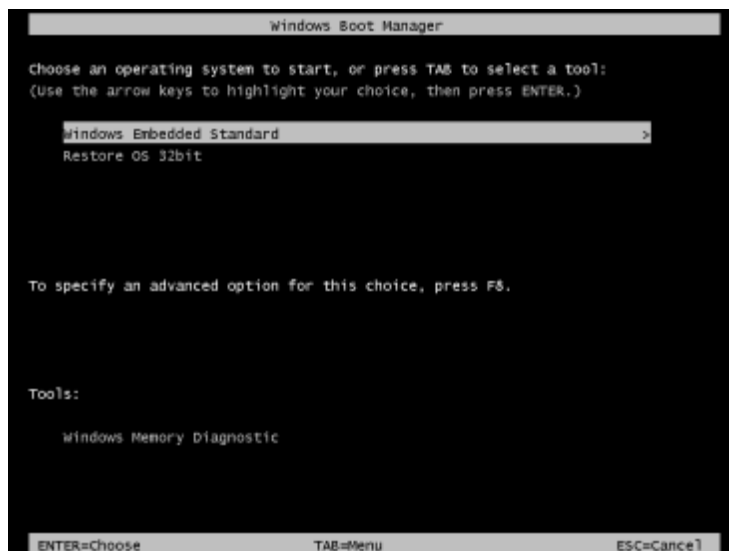 Windows Boot Manager
Choose an operating system to start, or press TAB to select a tool:
(Use the arrow keys to highlight your choice, then press ENTER.)
Windows Embedded Standard >
Restore OS 32bit
To specify an advanced option for this choice, press F8.
Tools:
Windows Memory Diagnostic
ENTER=Choose TAB=Menu ESC=Cancel